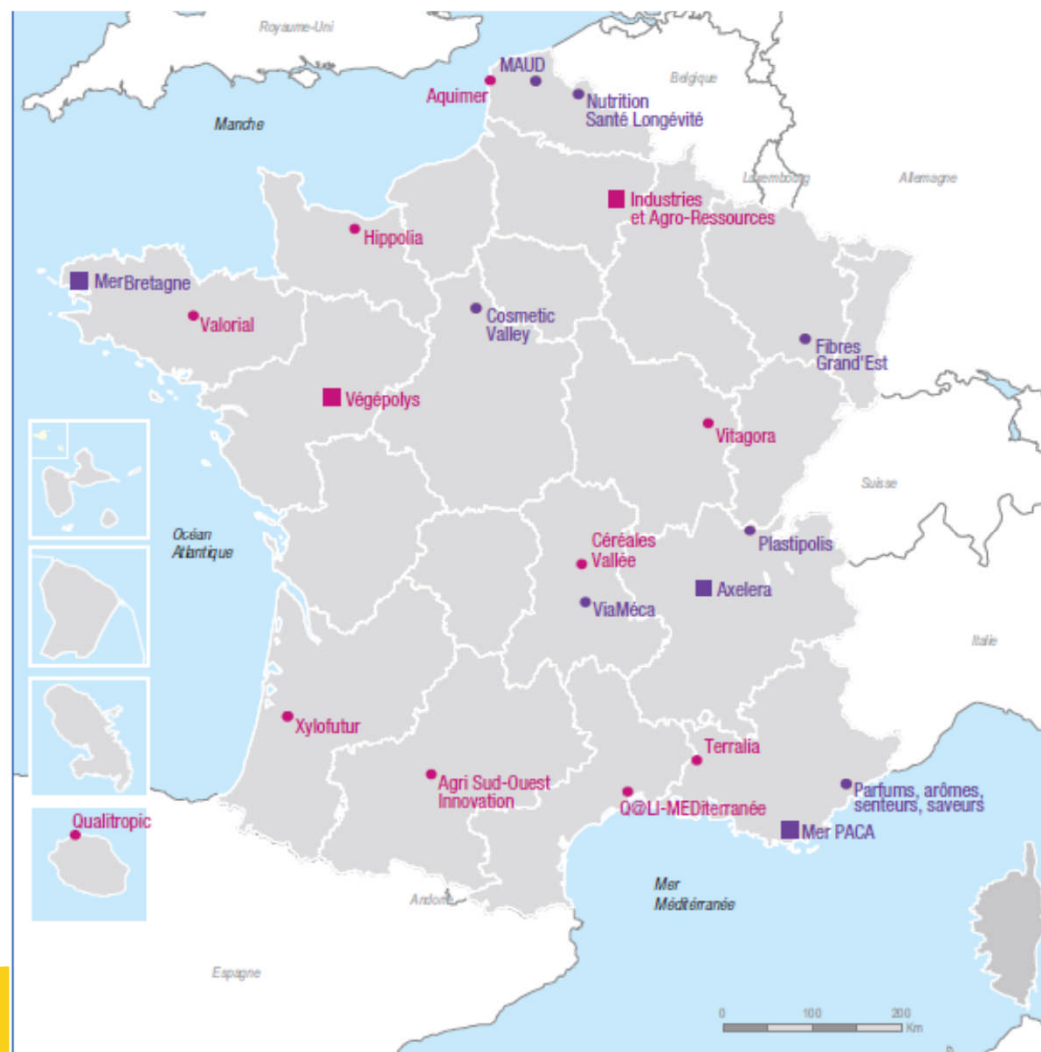 Royaume-Uni
MAUD
Belgique
Aquimer
Nutrition
Santé Longévité
Manche
Luxembourg
Allemagne
Industries
et Agro-Ressources
Hippolia
MerBretagne
Valorial
Cosmetic
Valley
Fibres
Grand'Est
Végépolys
Vitagora
Suisse
Océan
Atlantique
Céréales
Vallée
Plastipolis
Axelera
ViaMéca
Italie
Xylofutur
Terralia
Agri Sud-Ouest
Innovation
Q@LI-MEDiterranée
Parfums, arômes,
senteurs, saveurs
Qualitropic
Mer PACA
Mer
Méditérranée
Andorre
Espagne
0 100 200
Km